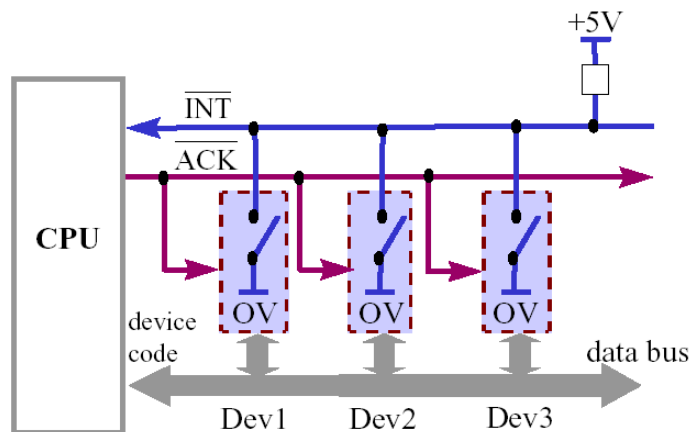 +5V
INT
ACK
CPU
OV OV OV
device
code
data bus
Dev1 Dev2 Dev3